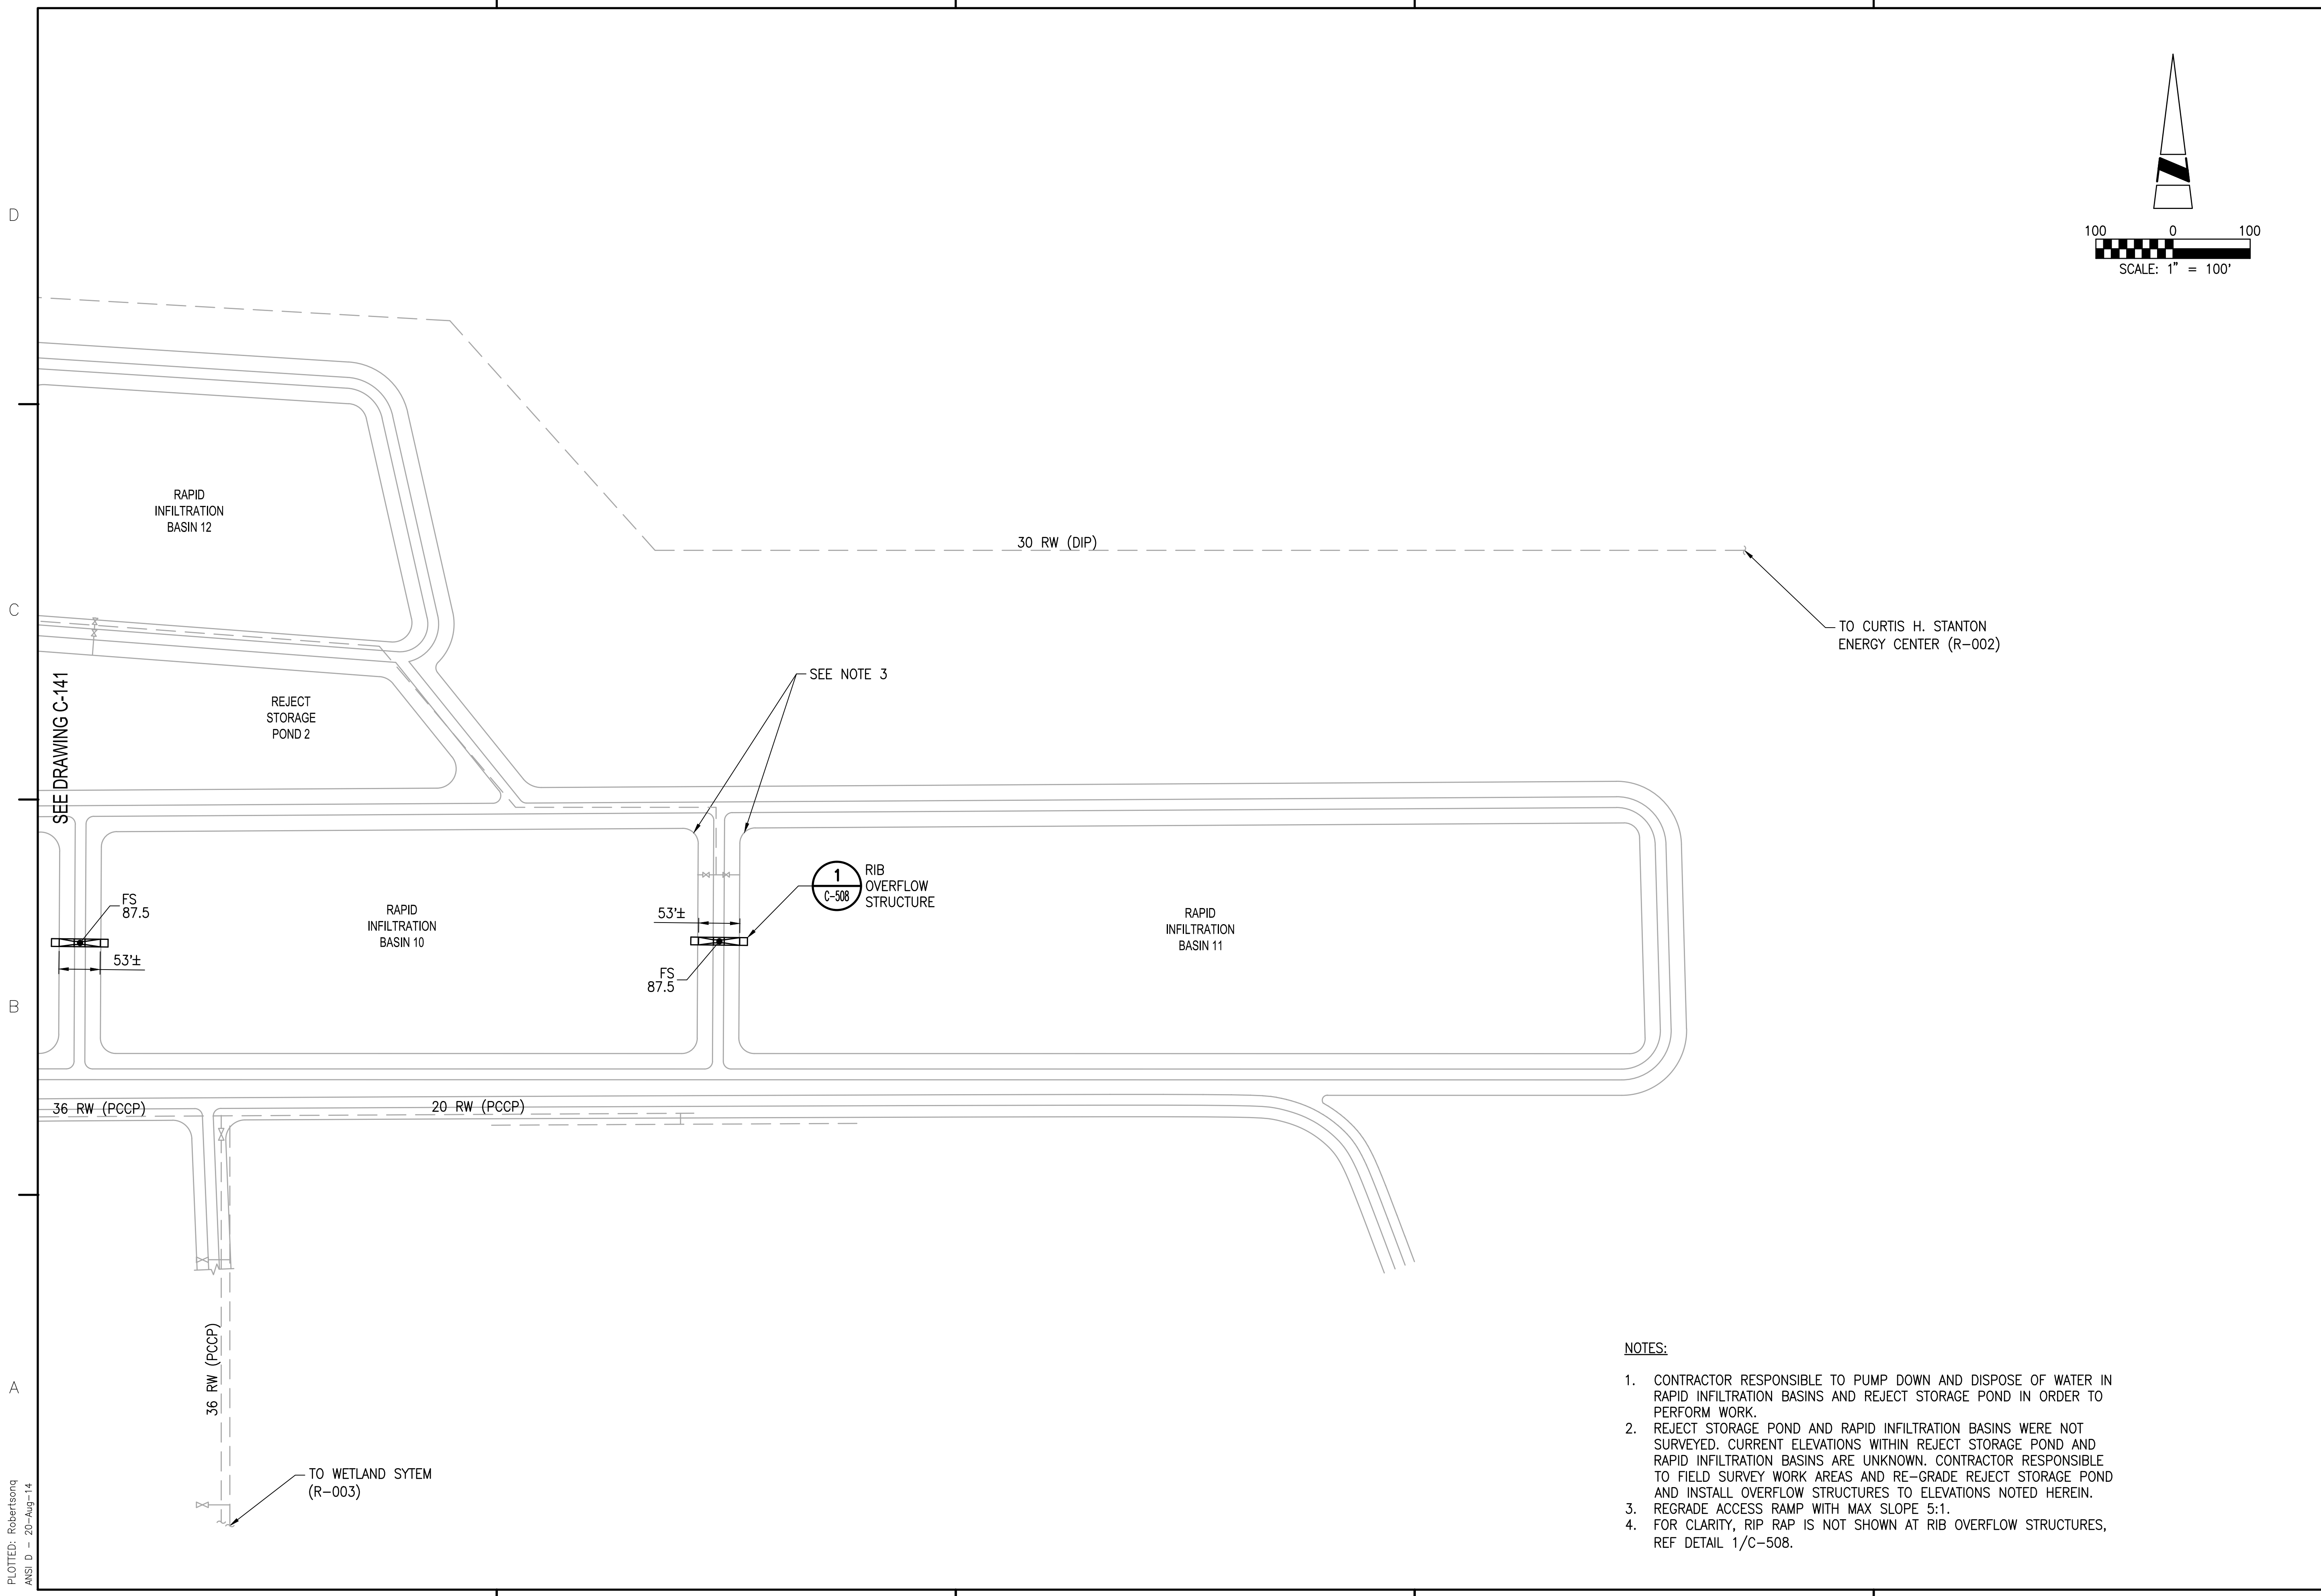 D
100 0 100
SCALE: 1" = 100'
RAPID
INFILTRATION
BASIN 12
30 RW (DIP)
C
TO CURTIS H. STANTON
ENERGY CENTER (R-002)
SEE NOTE 3
SEE DRAWING C-141
REJECT
STORAGE
POND 2
1
C-508
RIB
OVERFLOW
STRUCTURE
FS
87.5
53'±
RAPID
INFILTRATION
BASIN 10
53'±
FS
87.5
RAPID
INFILTRATION
BASIN 11
B
36 RW (PCCP)
20 RW (PCCP)
36 RW (PCCP)
A
TO WETLAND SYTEM
(R-003)
NOTES:
1. CONTRACTOR RESPONSIBLE TO PUMP DOWN AND DISPOSE OF WATER IN
RAPID INFILTRATION BASINS AND REJECT STORAGE POND IN ORDER TO
PERFORM WORK.
2. REJECT STORAGE POND AND RAPID INFILTRATION BASINS WERE NOT
SURVEYED. CURRENT ELEVATIONS WITHIN REJECT STORAGE POND AND
RAPID INFILTRATION BASINS ARE UNKNOWN. CONTRACTOR RESPONSIBLE
TO FIELD SURVEY WORK AREAS AND RE-GRADE REJECT STORAGE POND
AND INSTALL OVERFLOW STRUCTURES TO ELEVATIONS NOTED HEREIN.
3. REGRADE ACCESS RAMP WITH MAX SLOPE 5:1.
4. FOR CLARITY, RIP RAP IS NOT SHOWN AT RIB OVERFLOW STRUCTURES,
REF DETAIL 1/C-508.
PLOTTED: Robertsonq
ANSI D - 20-Aug-14